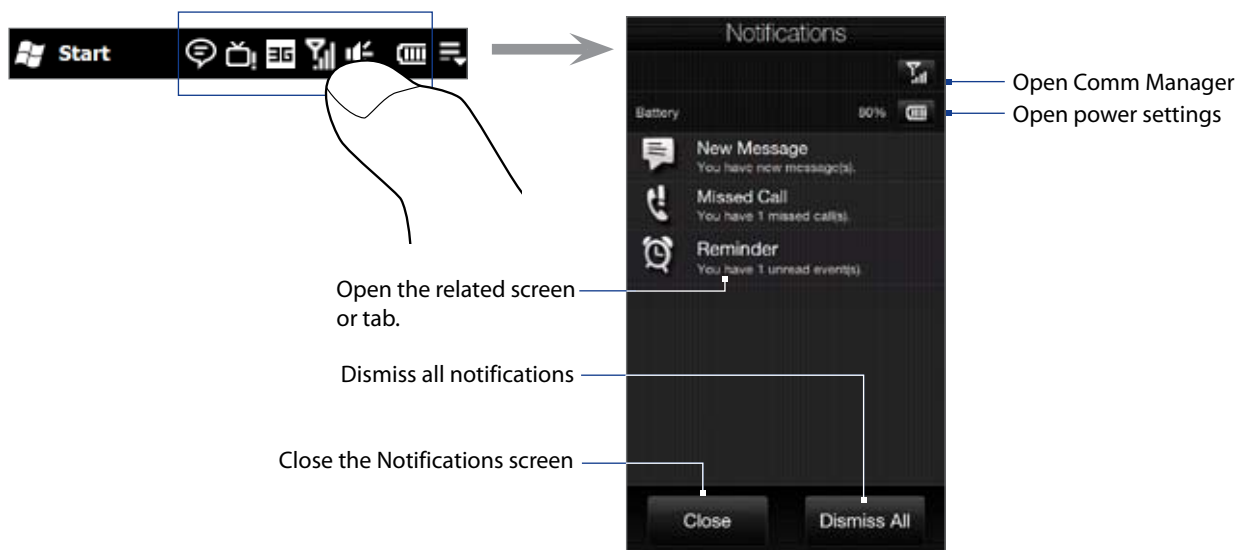 Start
3G
Notifications
Open Comm Manager
Battery 80%
Open power settings
New Message
You have new message(s).
Missed Call
You have 1 missed call(s).
Reminder
You have 1 unread event(s)
Open the related screen
or tab.
Dismiss all notifications
Close the Notifications screen
Close
Dismiss All